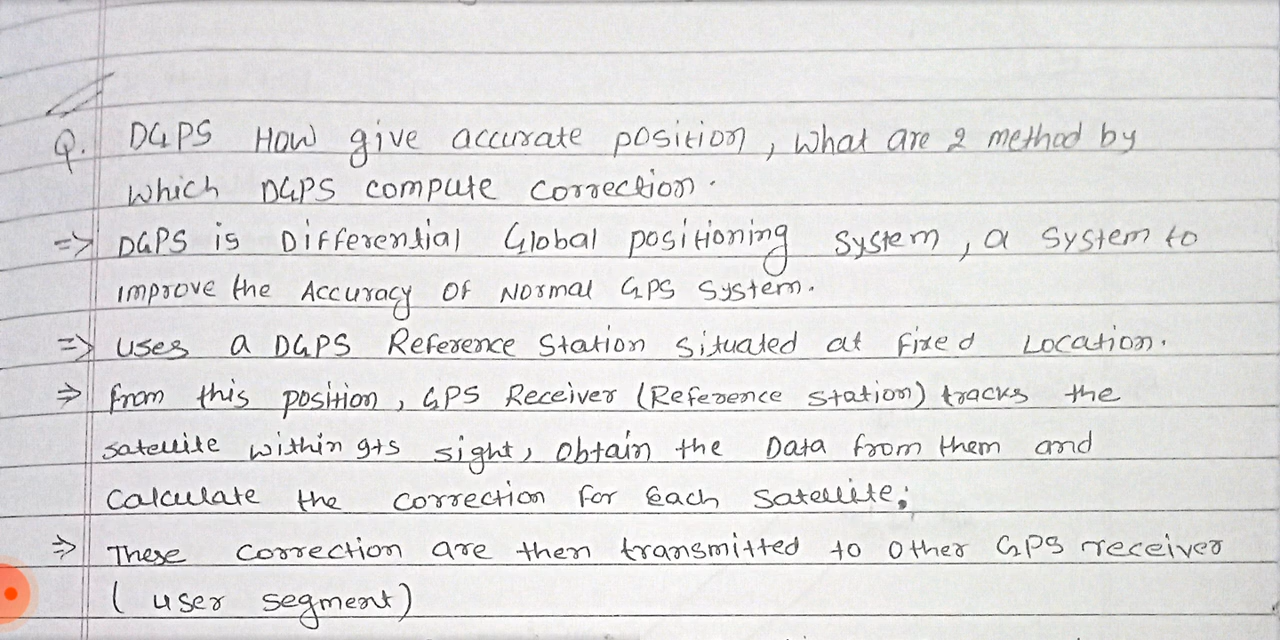 Q. DGPS How give accurate position, What are 2 method by
which DGPS compute correction.
=> DGPS is Differential Global positioning System, a System to
improve the Accuracy Of Normal GPS System.
=> uses a DGPS Reference Station Situated at fixed Location.
=> from this position, GPS Receiver (Reference station) tracks the
satellite within its sight, obtain the Data from them and
calculate the correction for Each Satellite.
=> These correction are then transmitted to other GPS receiver
(user segment)